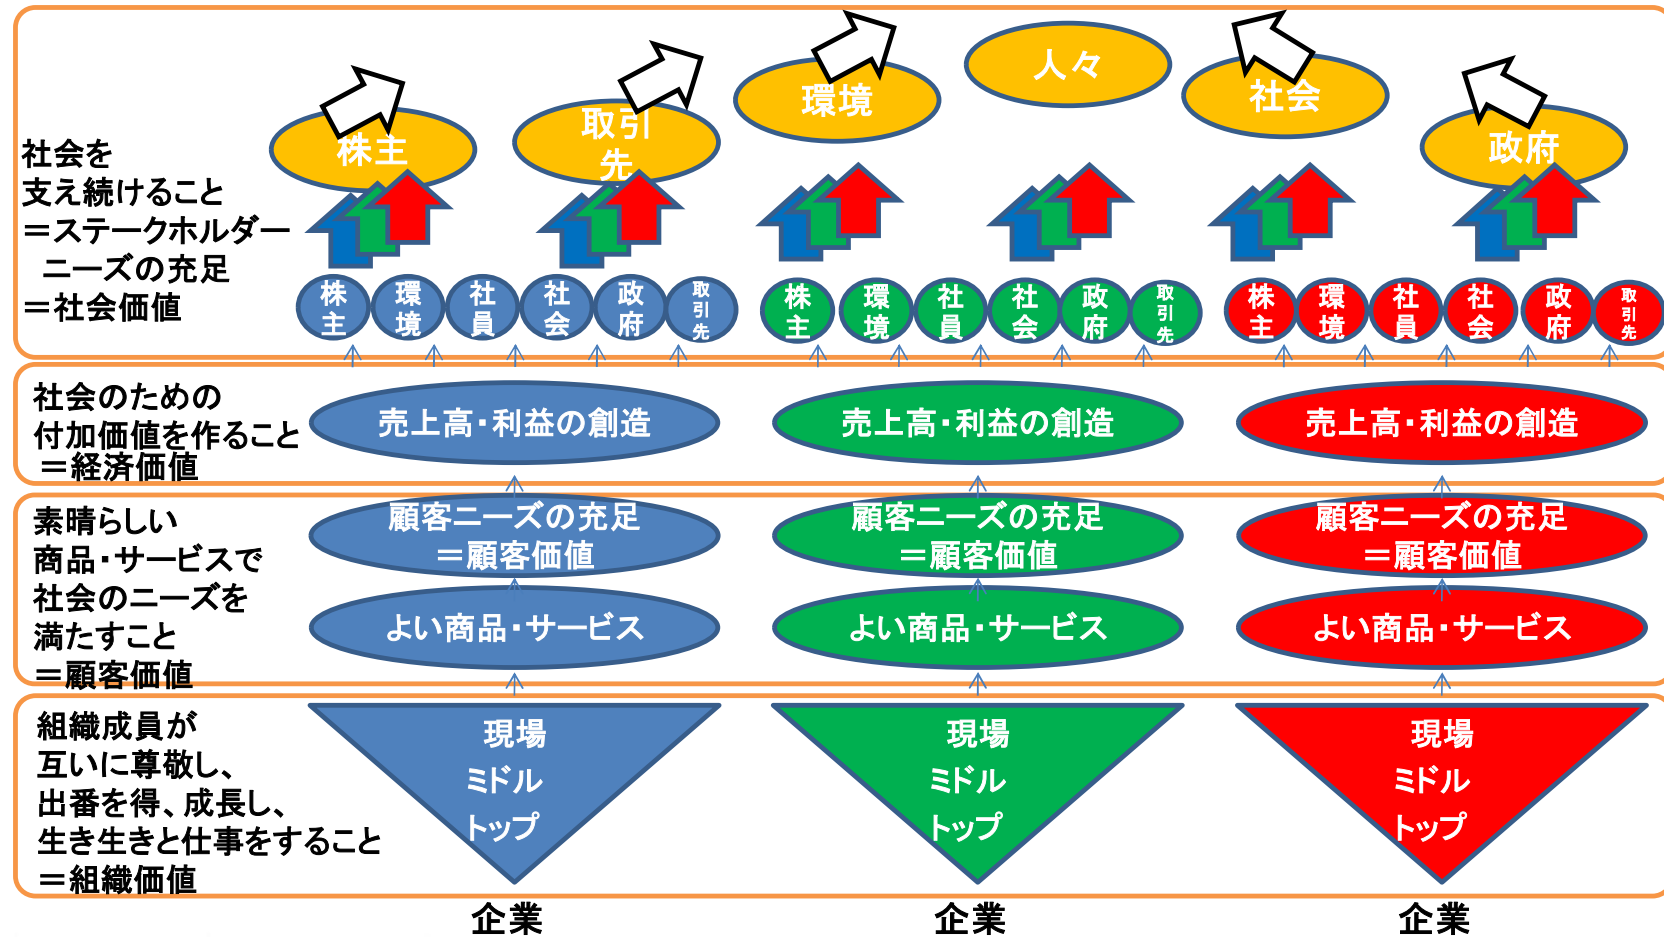 株主
取引
先
環境
人々
社会
政府
社会を
支え続けること
＝ステークホルダー
ニーズの充足
＝社会価値
株主
環境
社員
社会
政府
取引先
株主
環境
社員
社会
政府
取引先
株主
環境
社員
社会
政府
取引先
社会のための
付加価値を作ること
＝経済価値
売上高・利益の創造
売上高・利益の創造
売上高・利益の創造
素晴らしい
商品・サービスで
社会のニーズを
満たすこと
＝顧客価値
顧客ニーズの充足
＝顧客価値
顧客ニーズの充足
＝顧客価値
顧客ニーズの充足
＝顧客価値
よい商品・サービス
よい商品・サービス
よい商品・サービス
組織成員が
互いに尊敬し、
出番を得、成長し、
生き生きと仕事をすること
＝組織価値
現場
ミドル
トップ
現場
ミドル
トップ
現場
ミドル
トップ
企業
企業
企業